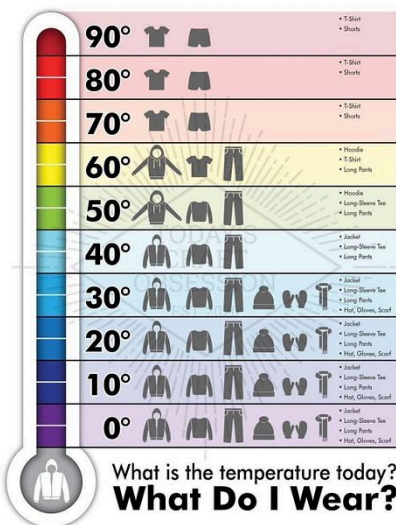 90°
• T-Shirt
• Shorts
80°
• T-Shirt
• Shorts
70°
• T-Shirt
• Shorts
60°
• Hoodie
• T-Shirt
• Long Pants
50°
• Hoodie
• Long-Sleeve Tee
• Long Pants
40°
• Jacket
• Long-Sleeve Tee
• Long Pants
30°
• Jacket
• Long-Sleeve Tee
• Long Pants
• Hat, Gloves, Scarf
20°
• Jacket
• Long-Sleeve Tee
• Long Pants
• Hat, Gloves, Scarf
10°
• Jacket
• Long-Sleeve Tee
• Long Pants
• Hat, Gloves, Scarf
0°
• Jacket
• Long-Sleeve Tee
• Long Pants
• Hat, Gloves, Scarf
What is the temperature today?
What Do I Wear?